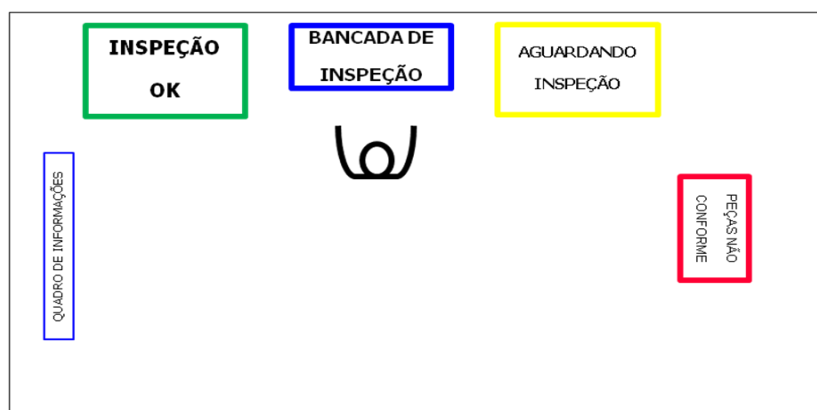 INSPEÇÃO
OK
BANCADA DE
INSPEÇÃO
AGUARDANDO
INSPEÇÃO
QUADRO DE INFORMAÇÕES
PEÇAS NÃO
CONFORME